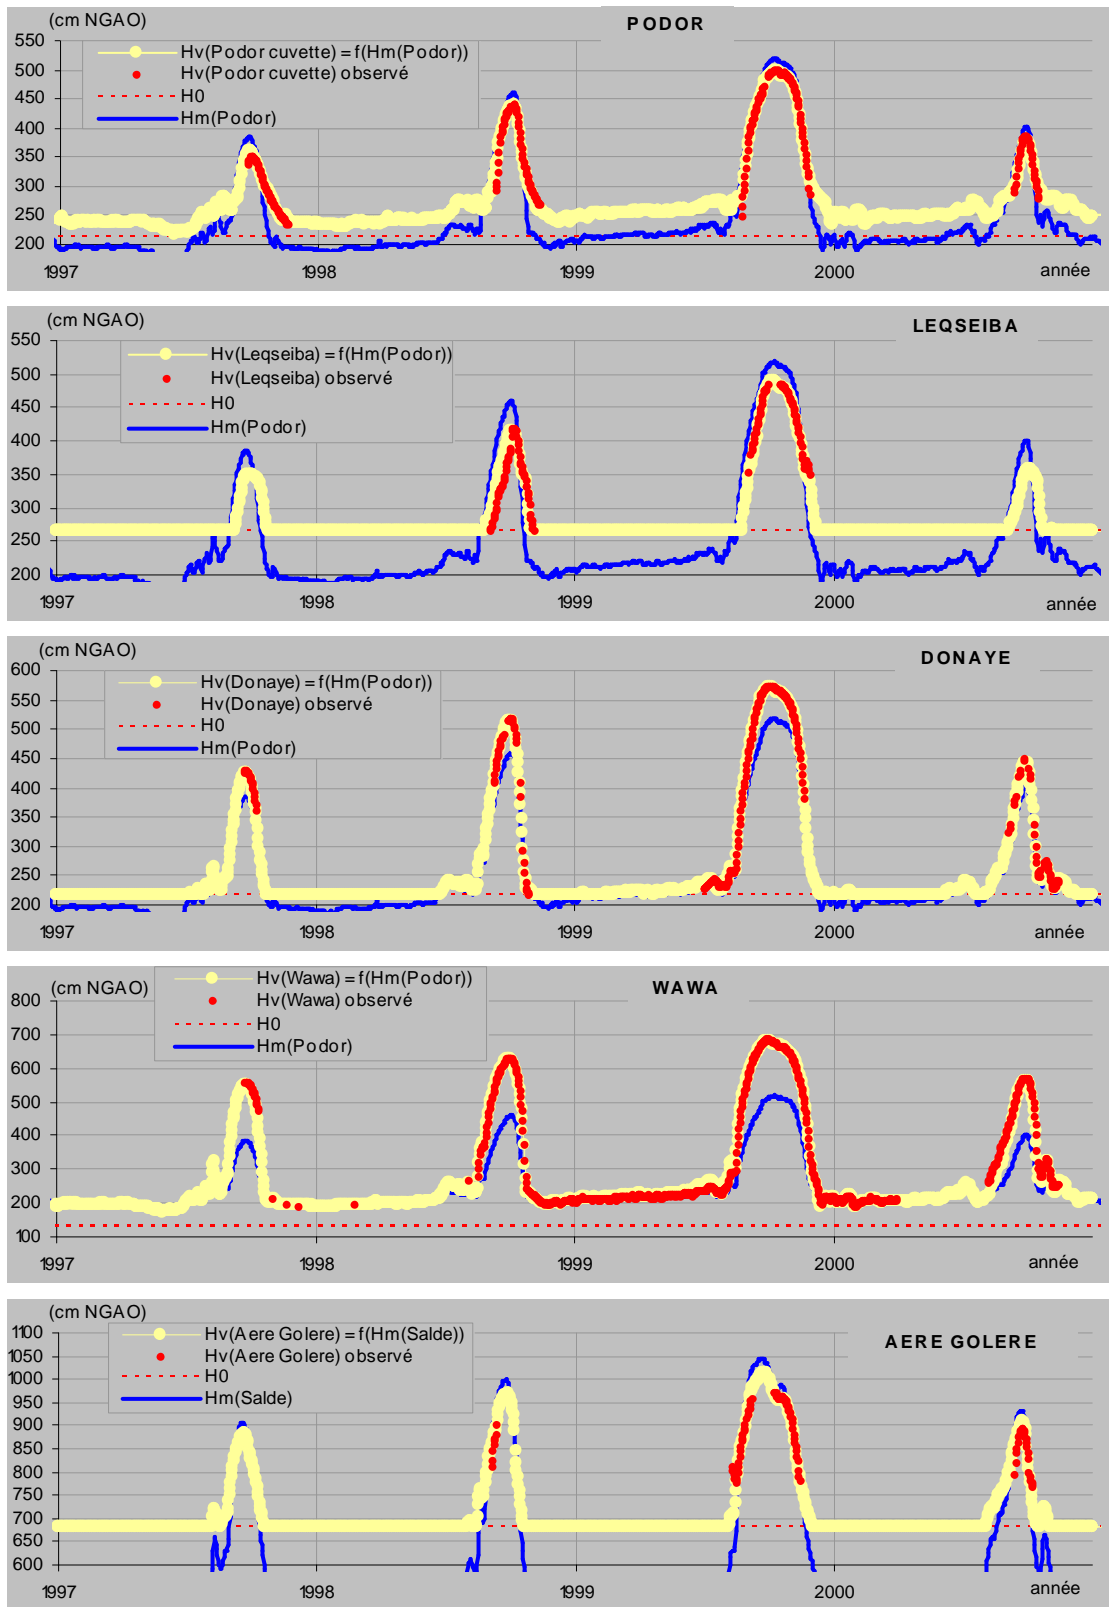 (cm NGAO)
PODOR
Hv(Podor cuvette) = f(Hm(Podor))
Hv(Podor cuvette) observé
H0
Hm(Podor)
550
500
450
400
350
300
250
200
1997
1998
1999
2000
année
(cm NGAO)
LEQSEIBA
Hv(Leqseiba) = f(Hm(Podor))
Hv(Leqseiba) observé
H0
Hm(Podor)
550
500
450
400
350
300
250
200
1997
1998
1999
2000
année
(cm NGAO)
DONAYE
Hv(Donaye) = f(Hm(Podor))
Hv(Donaye) observé
H0
Hm(Podor)
600
550
500
450
400
350
300
250
200
1997
1998
1999
2000
année
(cm NGAO)
WAWA
Hv(Wawa) = f(Hm(Podor))
Hv(Wawa) observé
H0
Hm(Podor)
800
700
600
500
400
300
200
100
1997
1998
1999
2000
année
(cm NGAO)
AERE GOLERE
Hv(Aere Golere) = f(Hm(Salde))
Hv(Aere Golere) observé
H0
Hm(Salde)
1100
1050
1000
950
900
850
800
750
700
650
600
1997
1998
1999
2000
année